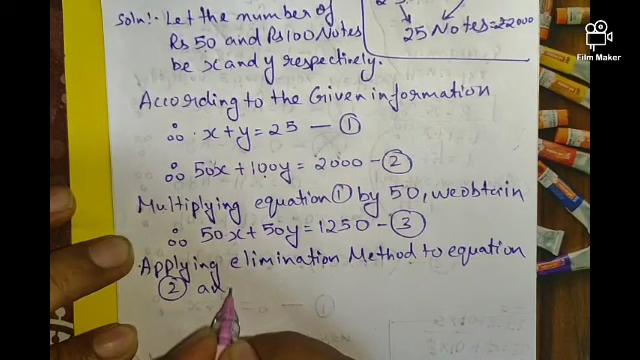 Soln:- Let the number of
Rs 50 and Rs 100 Notes
be x and y respectively.
25 Notes=₹2000
According to the Given information
∴ x+y=25 — ①
∴ 50x+100y=2000 - ②
Multiplying equation ① by 50, we obtain
∴ 50x+50y=1250 - ③
Applying elimination Method to equation
② an
Film Maker